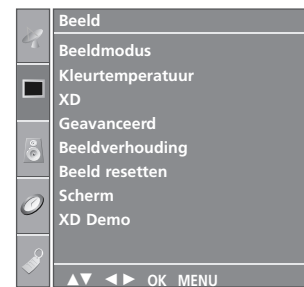 Beeld
Beeldmodus
Kleurtemperatuur
XD
Geavanceerd
Beeldverhouding
Beeld resetten
Scherm
XD Demo
▲▼ ◄► OK MENU